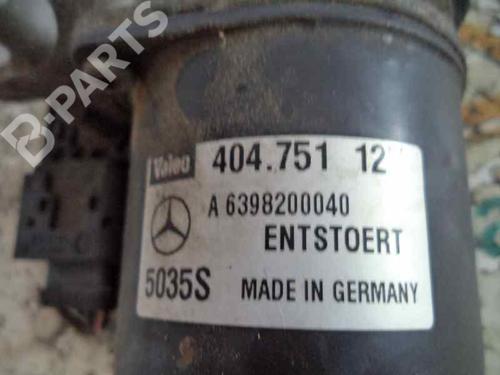 B-PARTS
Valeo 404.751 12
A 6398200040
ENTSTOERT
5035S MADE IN GERMANY